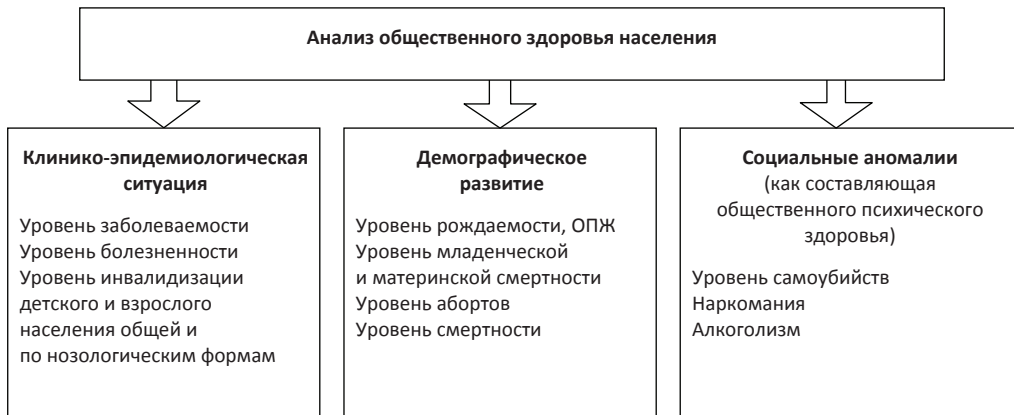 Анализ общественного здоровья населения
Клинико-эпидемиологическая
ситуация
Уровень заболеваемости
Уровень болезненности
Уровень инвалидизации
детского и взрослого
населения общей и
по нозологическим формам
Демографическое
развитие
Уровень рождаемости, ОПЖ
Уровень младенческой
и материнской смертности
Уровень абортов
Уровень смертности
Социальные аномалии
(как составляющая
общественного психического
здоровья)
Уровень самоубийств
Наркомания
Алкоголизм